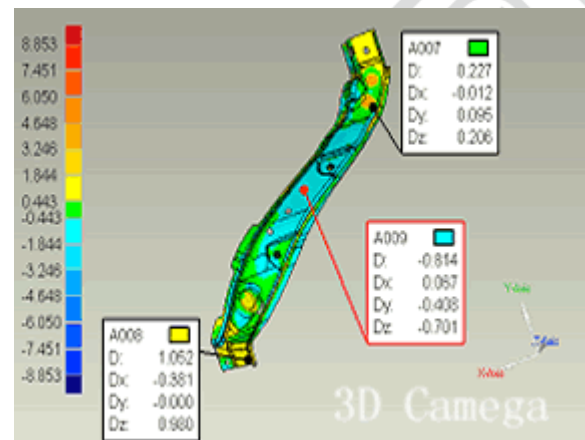 8.853
7.451
6.050
4.648
3.246
1.844
0.443
-0.443
-1.844
-3.246
-4.648
-6.050
-7.451
-8.853
A007
D: 0.227
Dx: -0.012
Dy: 0.095
Dz: 0.206
A009
D: -0.814
Dx: 0.067
Dy: -0.408
Dz: -0.701
A008
D: 1.052
Dx: -0.381
Dy: -0.000
Dz: 0.980
Y-Axis
Z-Axis
X-Axis
3D Camega